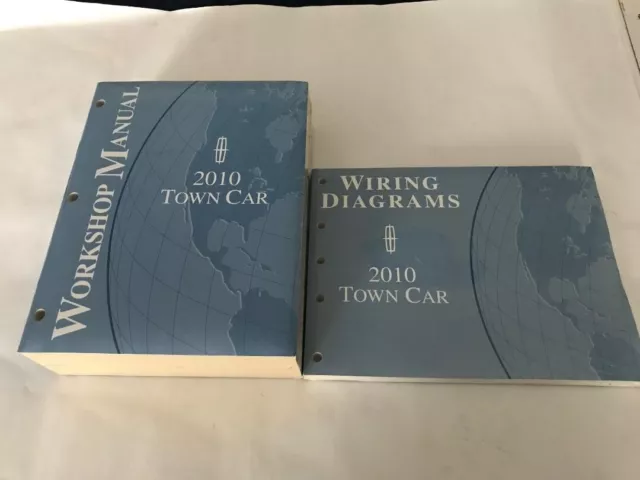 WORKSHOP MANUAL
2010
TOWN CAR
WIRING
DIAGRAMS
2010
TOWN CAR